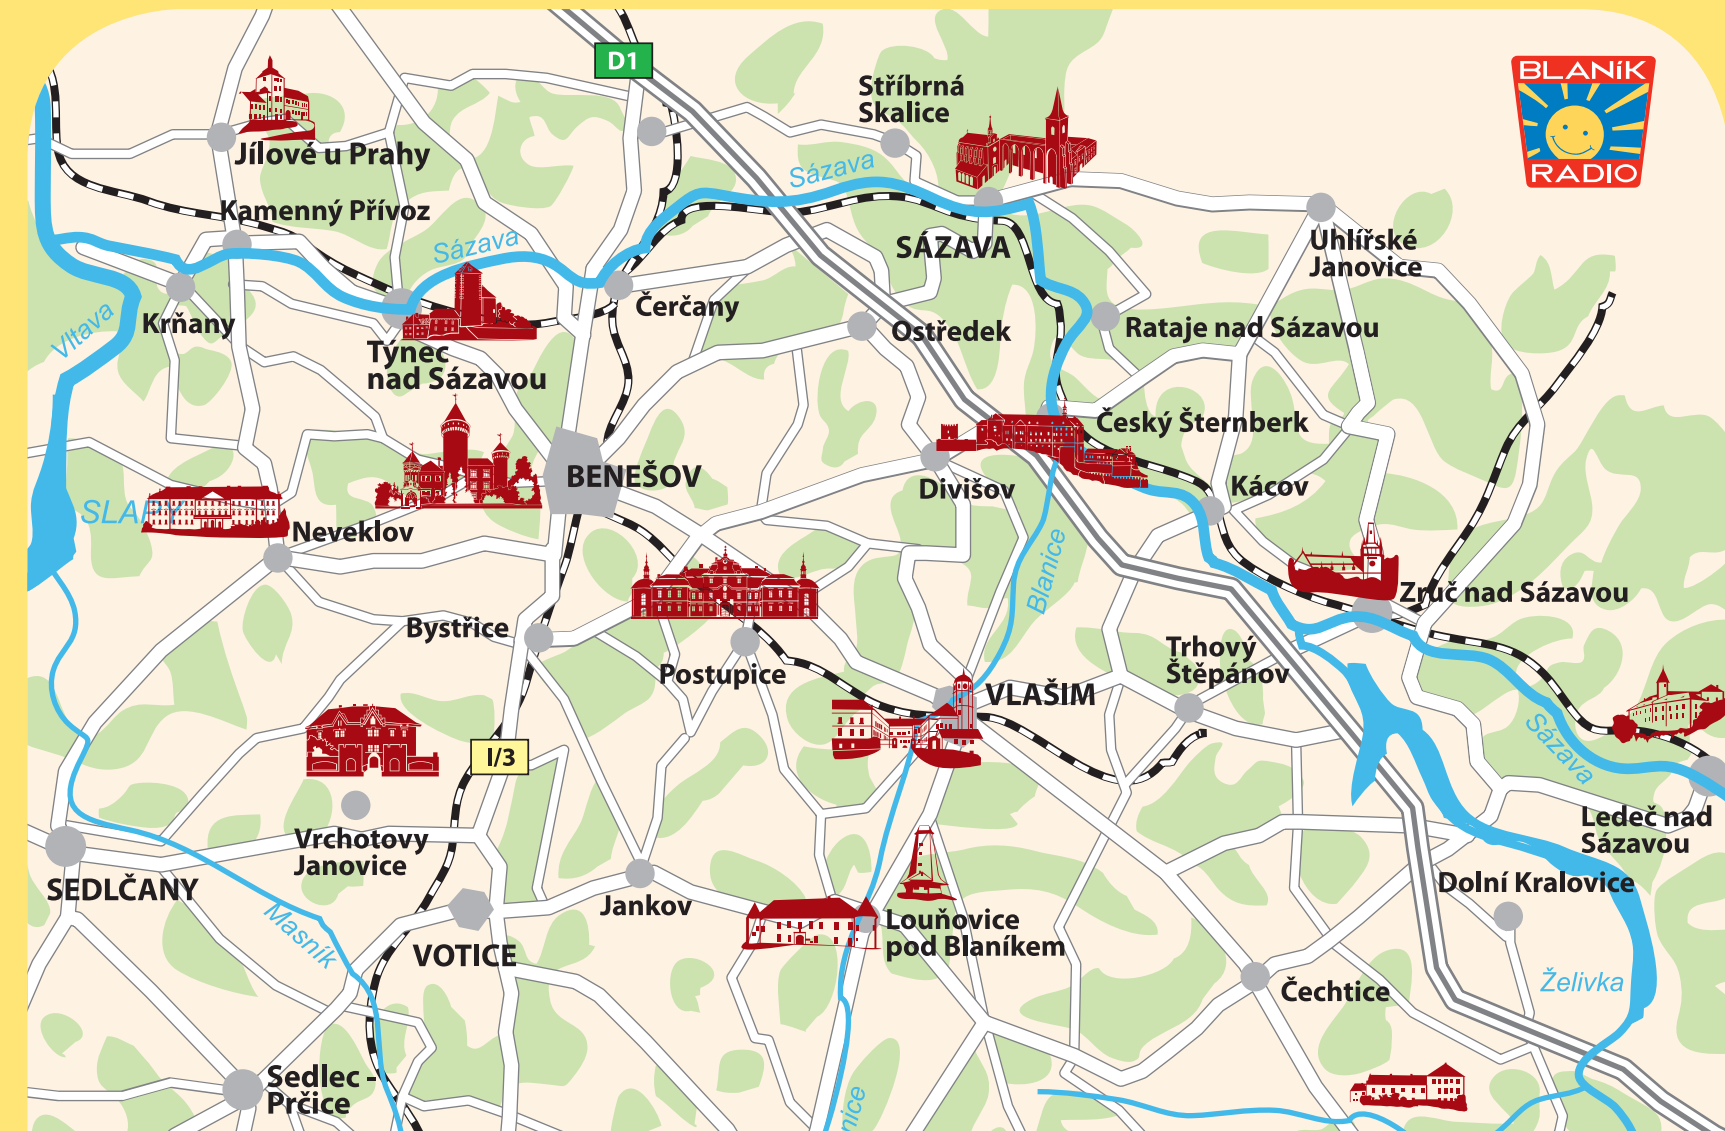 D1
BLANíK
RADIO
Stříbrná
Skalice
Jílové u Prahy
Sázava
Kamenný Přívoz
Sázava
SÁZAVA
Uhlířské
Janovice
Vltava
Krňany
Čerčany
Ostředek
Rataje nad Sázavou
Týnec
nad Sázavou
Český Šternberk
BENEŠOV
Divišov
Kácov
SLAPY
Neveklov
Blanice
Zruč nad Sázavou
Bystřice
Postupice
Trhový
Štěpánov
VLAŠIM
I/3
Sázava
Vrchotovy
Janovice
Ledeč nad
Sázavou
SEDLČANY
Jankov
Dolní Kralovice
Masník
VOTICE
Louňovice
pod Blaníkem
Čechtice
Želivka
Sedlec -
Prčice
nice